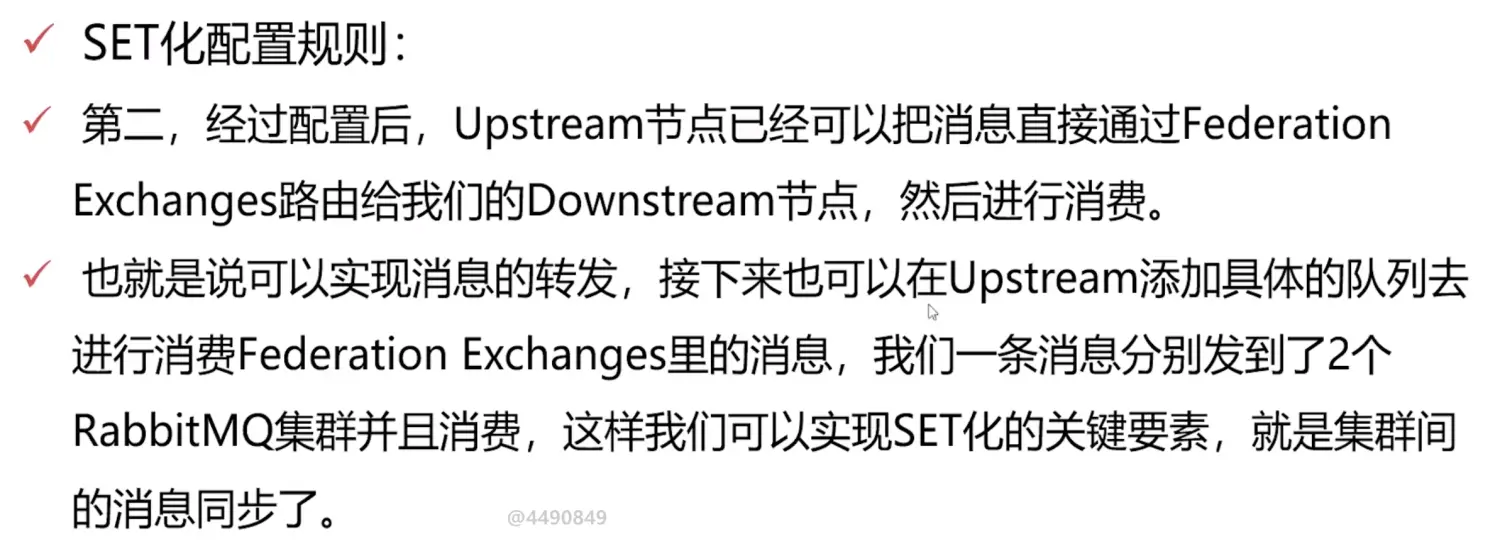 SET化配置规则：
第二，经过配置后，Upstream节点已经可以把消息直接通过Federation
Exchanges路由给我们的Downstream节点，然后进行消费。
也就是说可以实现消息的转发，接下来也可以在Upstream添加具体的队列去
进行消费Federation Exchanges里的消息，我们一条消息分别发到了2个
RabbitMQ集群并且消费，这样我们可以实现SET化的关键要素，就是集群间
的消息同步了。
@4490849